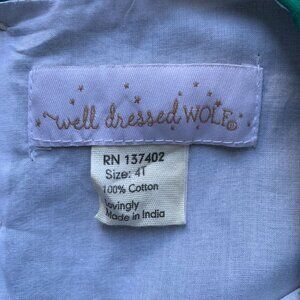 well dressed WOLF®
RN 137402
Size: 4T
100% Cotton
Lovingly
Made in India